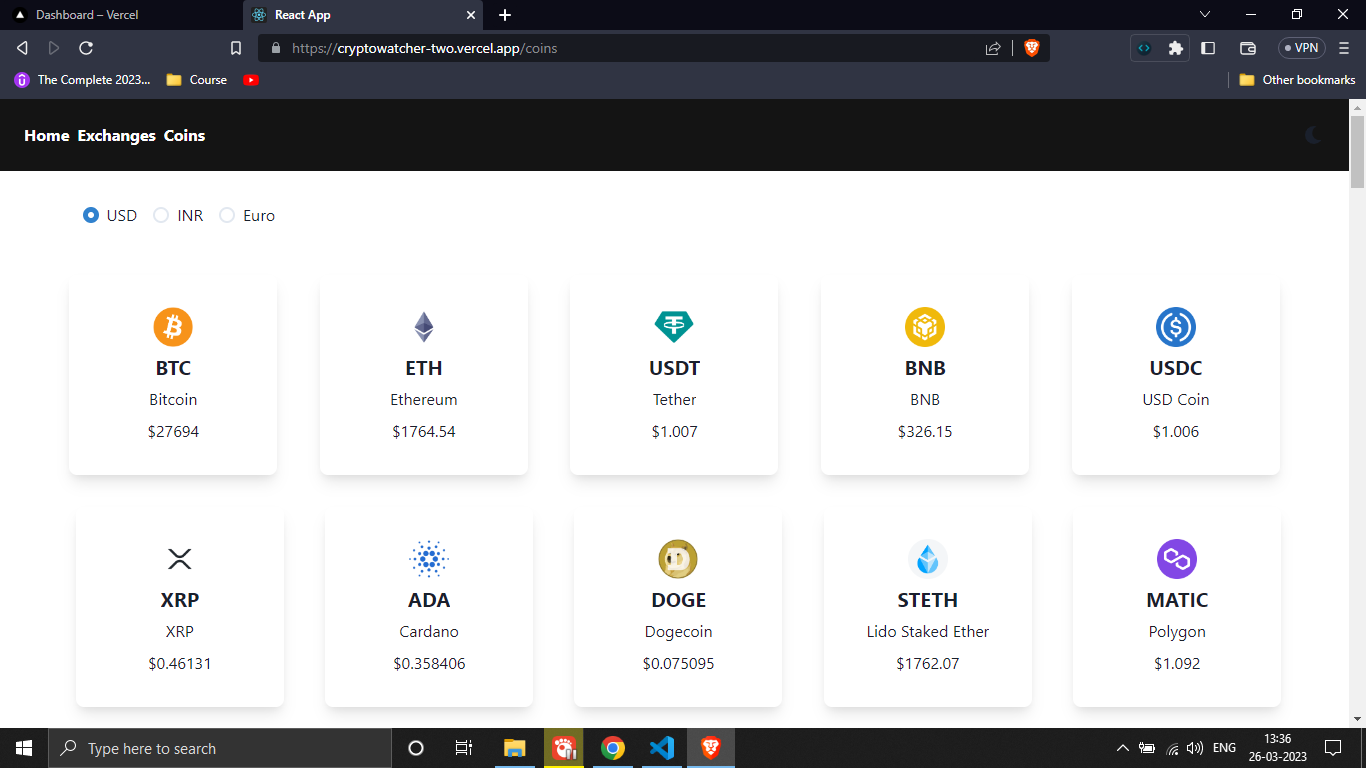 Dashboard – Vercel
React App
https://cryptowatcher-two.vercel.app/coins
VPN
The Complete 2023...
Course
Other bookmarks
Home Exchanges Coins
USD INR Euro
BTC
Bitcoin
$27694
ETH
Ethereum
$1764.54
USDT
Tether
$1.007
BNB
BNB
$326.15
USDC
USD Coin
$1.006
XRP
XRP
$0.46131
ADA
Cardano
$0.358406
DOGE
Dogecoin
$0.075095
STETH
Lido Staked Ether
$1762.07
MATIC
Polygon
$1.092
Type here to search
ENG
13:36
26-03-2023